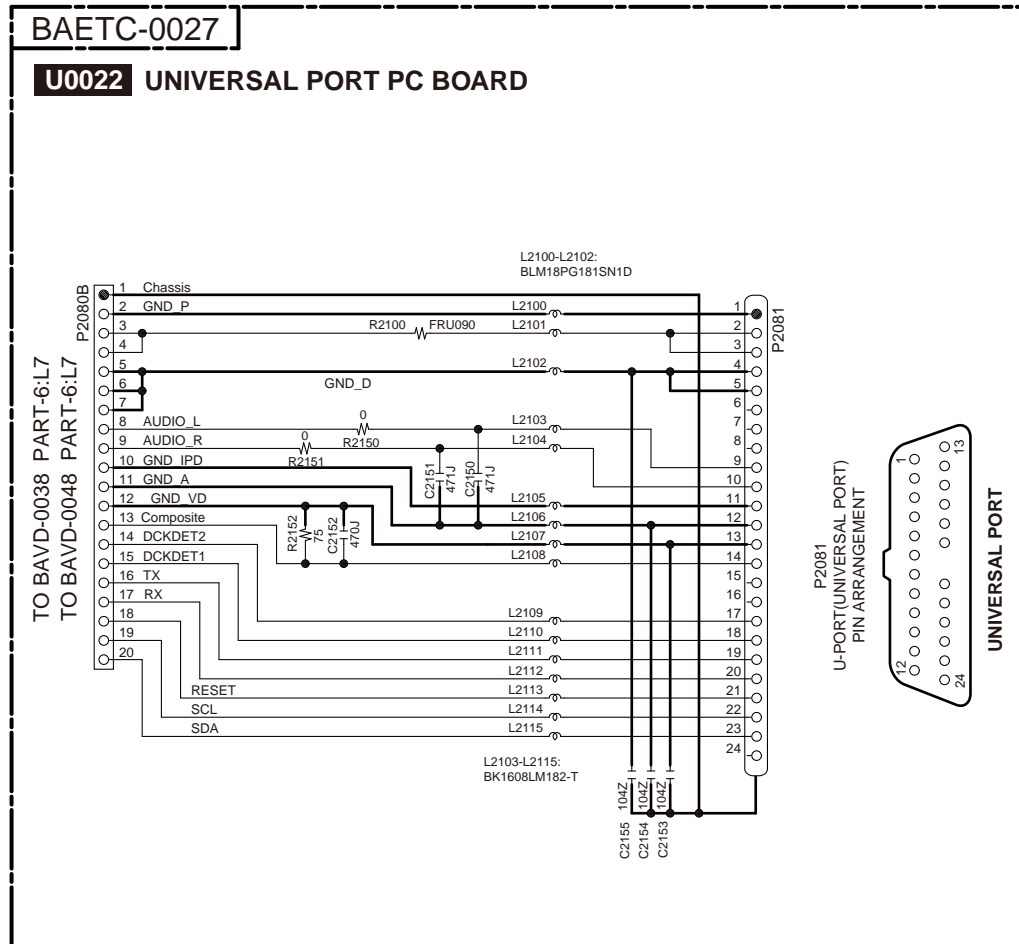 BAETC-0027
U0022 UNIVERSAL PORT PC BOARD
L2100-L2102:
BLM18PG181SN1D
P2080B
TO BAVD-0038 PART-6:L7
TO BAVD-0048 PART-6:L7
1 Chassis
2 GND_P
3
4
5
6
7
8 AUDIO_L
9 AUDIO_R
10 GND_IPD
11 GND_A
12 GND_VD
13 Composite
14 DCKDET2
15 DCKDET1
16 TX
17 RX
18
19
20
RESET
SCL
SDA
R2100 FRU090
GND_D
0
R2150
0
R2151
C2151
471J
C2150
471J
R2152
75
C2152
470J
L2100
L2101
L2102
L2103
L2104
L2105
L2106
L2107
L2108
L2109
L2110
L2111
L2112
L2113
L2114
L2115
L2103-L2115:
BK1608LM182-T
C2155 104Z
C2154 104Z
C2153 104Z
1
2
3
4
5
6
7
8
9
10
11
12
13
14
15
16
17
18
19
20
21
22
23
24
P2081
P2081
U-PORT(UNIVERSAL PORT)
PIN ARRANGEMENT
1
13
12
24
UNIVERSAL PORT